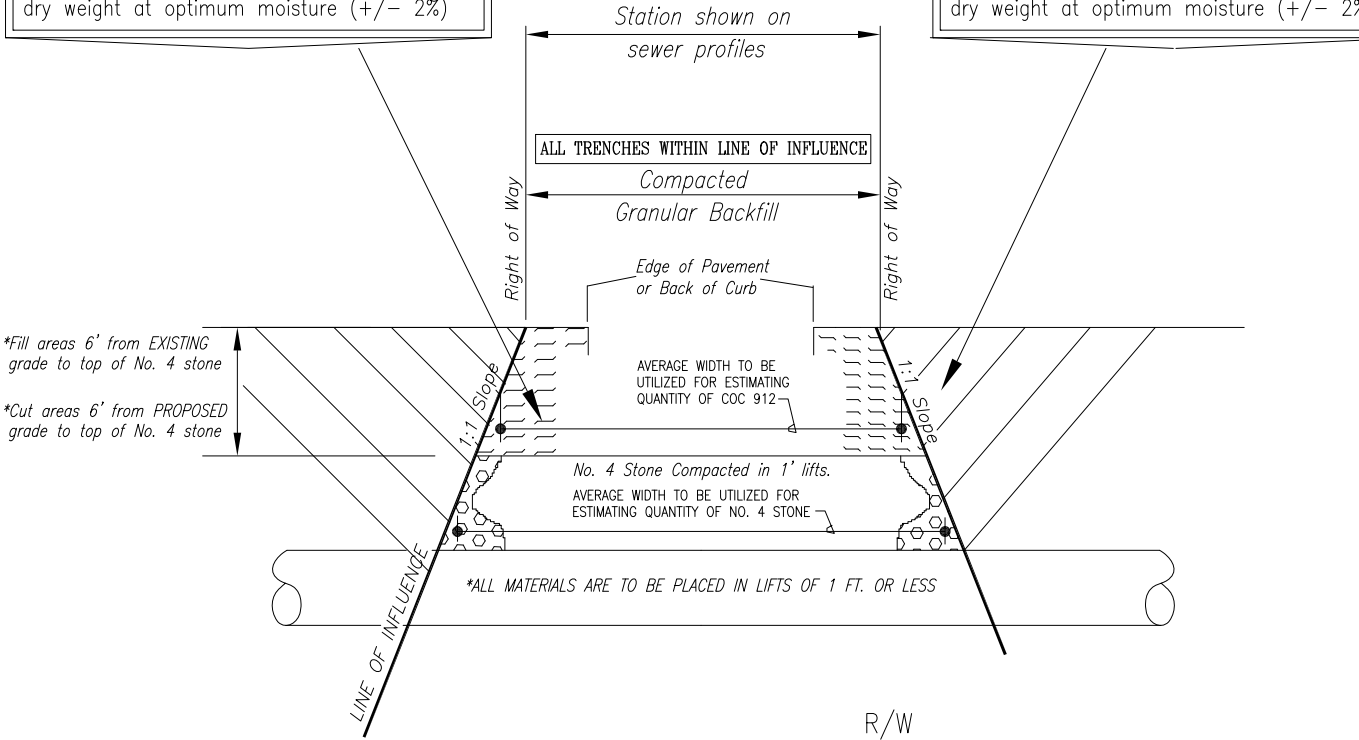 dry weight at optimum moisture (+/- 2%)
dry weight at optimum moisture (+/- 2%
Station shown on
sewer profiles
ALL TRENCHES WITHIN LINE OF INFLUENCE
Compacted
Granular Backfill
Right of Way
Right of Way
Edge of Pavement
or Back of Curb
*Fill areas 6' from EXISTING
grade to top of No. 4 stone
*Cut areas 6' from PROPOSED
grade to top of No. 4 stone
1:1 Slope
1:1 Slope
AVERAGE WIDTH TO BE
UTILIZED FOR ESTIMATING
QUANTITY OF COC 912
No. 4 Stone Compacted in 1' lifts.
AVERAGE WIDTH TO BE UTILIZED FOR
ESTIMATING QUANTITY OF NO. 4 STONE
*ALL MATERIALS ARE TO BE PLACED IN LIFTS OF 1 FT. OR LESS
LINE OF INFLUENCE
R/W